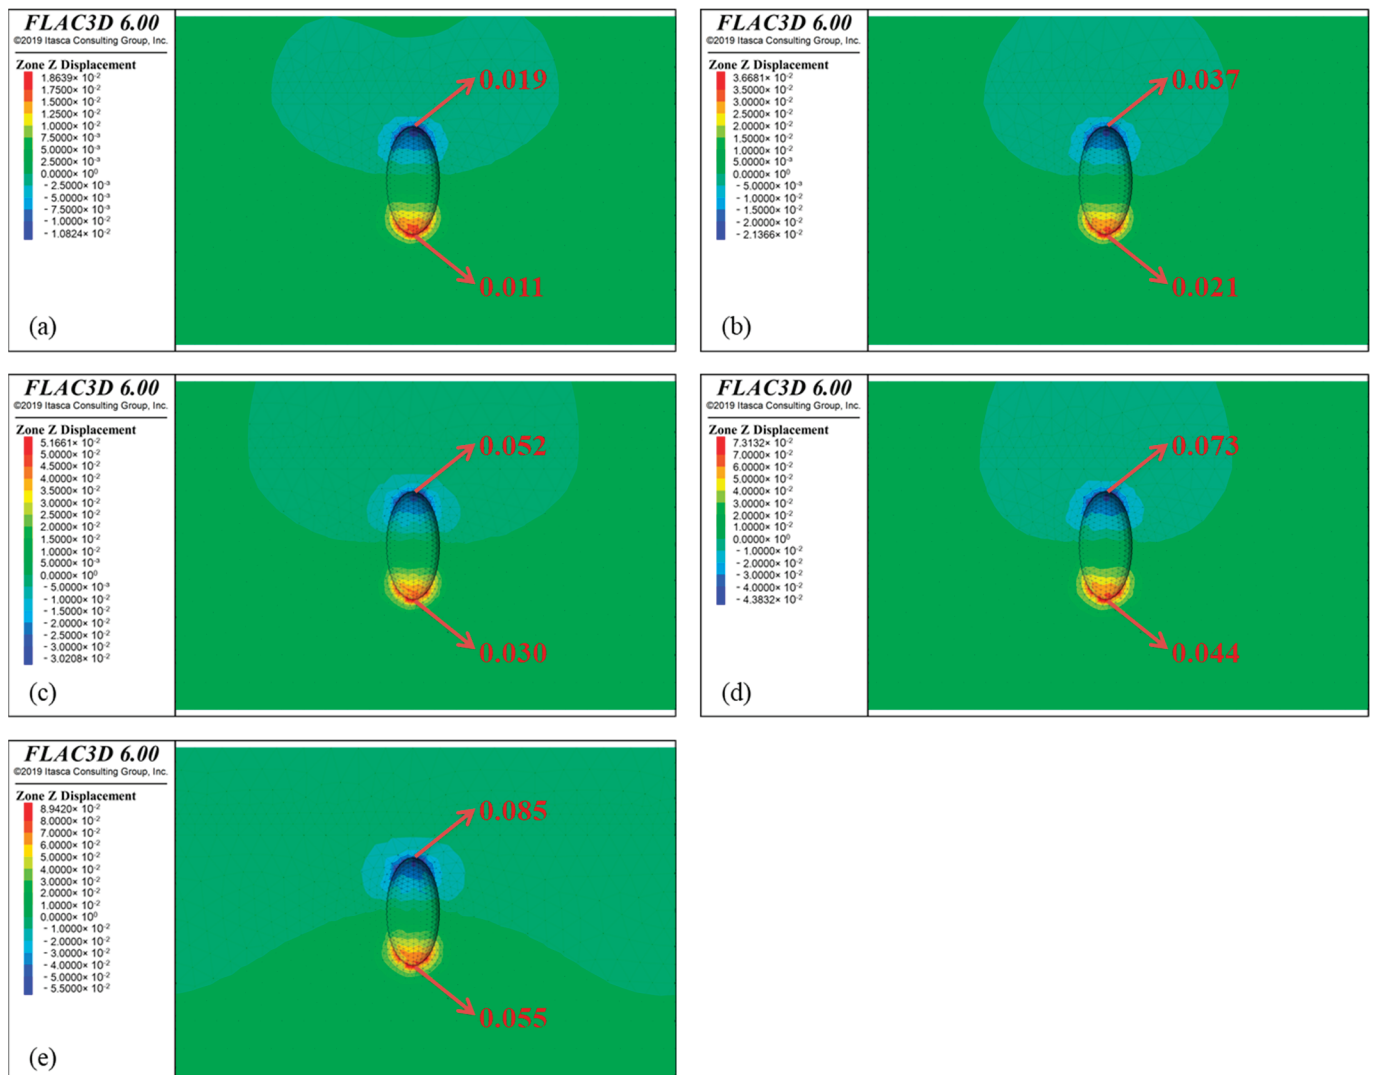 FLAC3D 6.00
©2019 Itasca Consulting Group, Inc.
Zone Z Displacement
1.8639× 10⁻²
1.7500× 10⁻²
1.5000× 10⁻²
1.2500× 10⁻²
1.0000× 10⁻²
7.5000× 10⁻³
5.0000× 10⁻³
2.5000× 10⁻³
0.0000× 10⁰
- 2.5000× 10⁻³
- 5.0000× 10⁻³
- 7.5000× 10⁻³
- 1.0000× 10⁻²
- 1.0824× 10⁻²
0.019
0.011
(a)
FLAC3D 6.00
©2019 Itasca Consulting Group, Inc.
Zone Z Displacement
3.6681× 10⁻²
3.5000× 10⁻²
3.0000× 10⁻²
2.5000× 10⁻²
2.0000× 10⁻²
1.5000× 10⁻²
1.0000× 10⁻²
5.0000× 10⁻³
0.0000× 10⁰
- 5.0000× 10⁻³
- 1.0000× 10⁻²
- 1.5000× 10⁻²
- 2.0000× 10⁻²
- 2.1366× 10⁻²
0.037
0.021
(b)
FLAC3D 6.00
©2019 Itasca Consulting Group, Inc.
Zone Z Displacement
5.1661× 10⁻²
5.0000× 10⁻²
4.5000× 10⁻²
4.0000× 10⁻²
3.5000× 10⁻²
3.0000× 10⁻²
2.5000× 10⁻²
2.0000× 10⁻²
1.5000× 10⁻²
1.0000× 10⁻²
5.0000× 10⁻³
0.0000× 10⁰
- 5.0000× 10⁻³
- 1.0000× 10⁻²
- 1.5000× 10⁻²
- 2.0000× 10⁻²
- 2.5000× 10⁻²
- 3.0000× 10⁻²
- 3.0208× 10⁻²
0.052
0.030
(c)
FLAC3D 6.00
©2019 Itasca Consulting Group, Inc.
Zone Z Displacement
7.3132× 10⁻²
7.0000× 10⁻²
6.0000× 10⁻²
5.0000× 10⁻²
4.0000× 10⁻²
3.0000× 10⁻²
2.0000× 10⁻²
1.0000× 10⁻²
0.0000× 10⁰
- 1.0000× 10⁻²
- 2.0000× 10⁻²
- 3.0000× 10⁻²
- 4.0000× 10⁻²
- 4.3832× 10⁻²
0.073
0.044
(d)
FLAC3D 6.00
©2019 Itasca Consulting Group, Inc.
Zone Z Displacement
8.9420× 10⁻²
8.0000× 10⁻²
7.0000× 10⁻²
6.0000× 10⁻²
5.0000× 10⁻²
4.0000× 10⁻²
3.0000× 10⁻²
2.0000× 10⁻²
1.0000× 10⁻²
0.0000× 10⁰
- 1.0000× 10⁻²
- 2.0000× 10⁻²
- 3.0000× 10⁻²
- 4.0000× 10⁻²
- 5.0000× 10⁻²
- 5.5000× 10⁻²
0.085
0.055
(e)